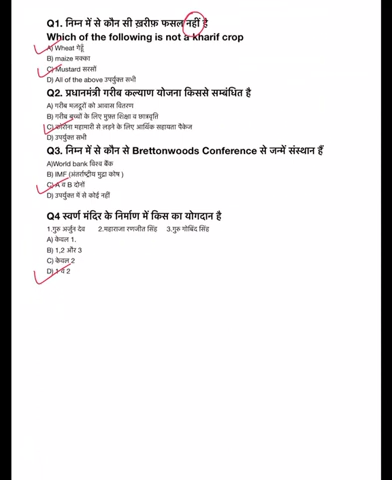 Q1. निम्न में से कौन सी ख़रीफ़ फसल नहीं है
Which of the following is not a kharif crop
A) Wheat गेहूँ
B) maize मक्का
C) Mustard सरसों
D) All of the above उपर्युक्त सभी
Q2. प्रधानमंत्री गरीब कल्याण योजना किससे सम्बंधित है
A) गरीब मजदूरों को आवास वितरण
B) गरीब बच्चों के लिए मुफ़्त शिक्षा व छात्रवृत्ति
C) कोरोना महामारी से लड़ने के लिए आर्थिक सहायता पैकेज
D) उपर्युक्त सभी
Q3. निम्न में से कौन से Brettonwoods Conference से जन्में संस्थान हैं
A)World bank विश्व बैंक
B) IMF (अंतर्राष्ट्रीय मुद्रा कोष )
C) A व B दोनों
D) उपर्युक्त में से कोई नहीं
Q4 स्वर्ण मंदिर के निर्माण में किस का योगदान है
1.गुरु अर्जुन देव 2.महाराजा रणजीत सिंह 3.गुरु गोबिंद सिंह
A) केवल 1.
B) 1,2 और 3
C) केवल 2
D) 1 व 2